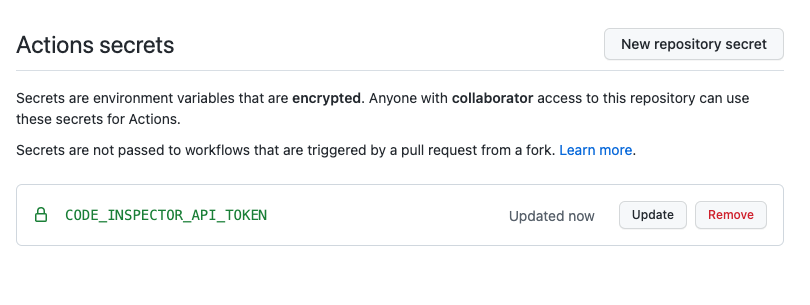 Actions secrets
New repository secret
Secrets are environment variables that are encrypted. Anyone with collaborator access to this repository can use
these secrets for Actions.
Secrets are not passed to workflows that are triggered by a pull request from a fork. Learn more.
CODE_INSPECTOR_API_TOKEN
Updated now
Update
Remove